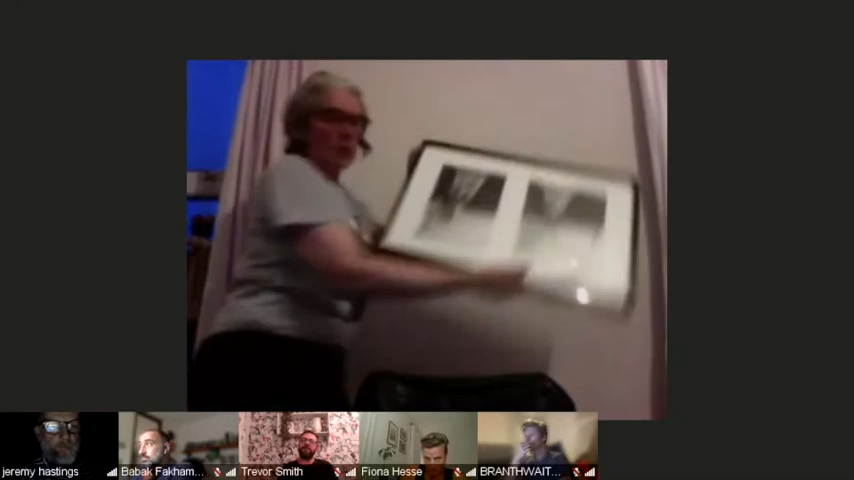 jeremy hastings
Babak Fakham...
Trevor Smith
Fiona Hesse
BRANTHWAIT...